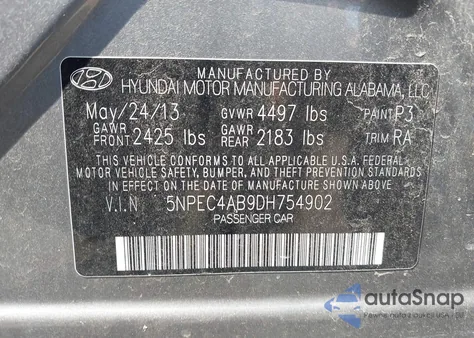 MANUFACTURED BY
HYUNDAI MOTOR MANUFACTURING ALABAMA, LLC
May/24/13 GVWR 4497 lbs PAINT P3
GAWR FRONT 2425 lbs GAWR REAR 2183 lbs TRIM RA
THIS VEHICLE CONFORMS TO ALL APPLICABLE U.S.A. FEDERAL
MOTOR VEHICLE SAFETY, BUMPER, AND THEFT PREVENTION
STANDARDS IN EFFECT ON THE DATE OF MANUFACTURE SHOWN ABOVE.
V.I.N 5NPEC4AB9DH754902
PASSENGER CAR
autaSnap